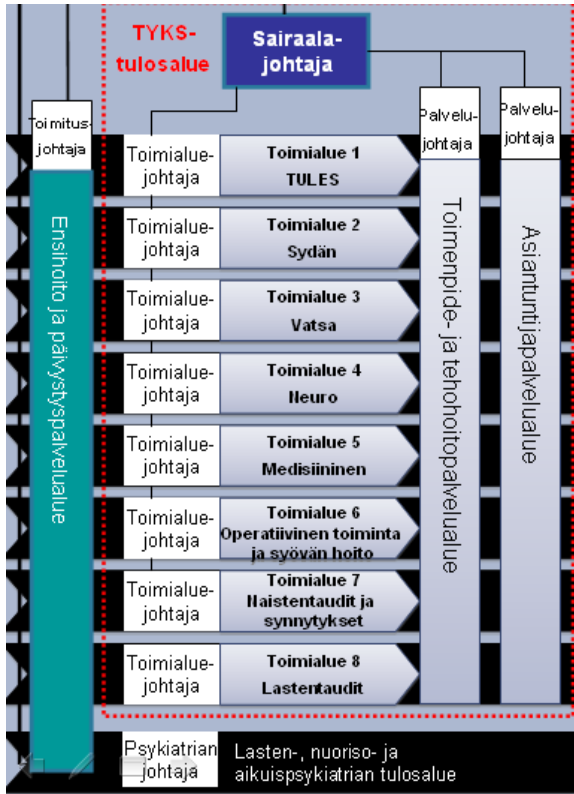 TYKS-
tulosalue
Sairaala-
johtaja
Toimitus-
johtaja
Palvelu-
johtaja
Palvelu-
johtaja
Ensihoito ja päivystyspalvelualue
Toimialue-
johtaja
Toimialue 1
TULES
Toimialue-
johtaja
Toimialue 2
Sydän
Toimialue-
johtaja
Toimialue 3
Vatsa
Toimialue-
johtaja
Toimialue 4
Neuro
Toimialue-
johtaja
Toimialue 5
Medisiininen
Toimialue-
johtaja
Toimialue 6
Operatiivinen toiminta
ja syövän hoito
Toimialue-
johtaja
Toimialue 7
Naistentaudit ja
synnytykset
Toimialue-
johtaja
Toimialue 8
Lastentaudit
Toimenpide- ja tehohoitopalvelualue
Asiantuntijapalvelualue
Psykiatrian
johtaja
Lasten-, nuoriso- ja
aikuispsykiatrian tulosalue